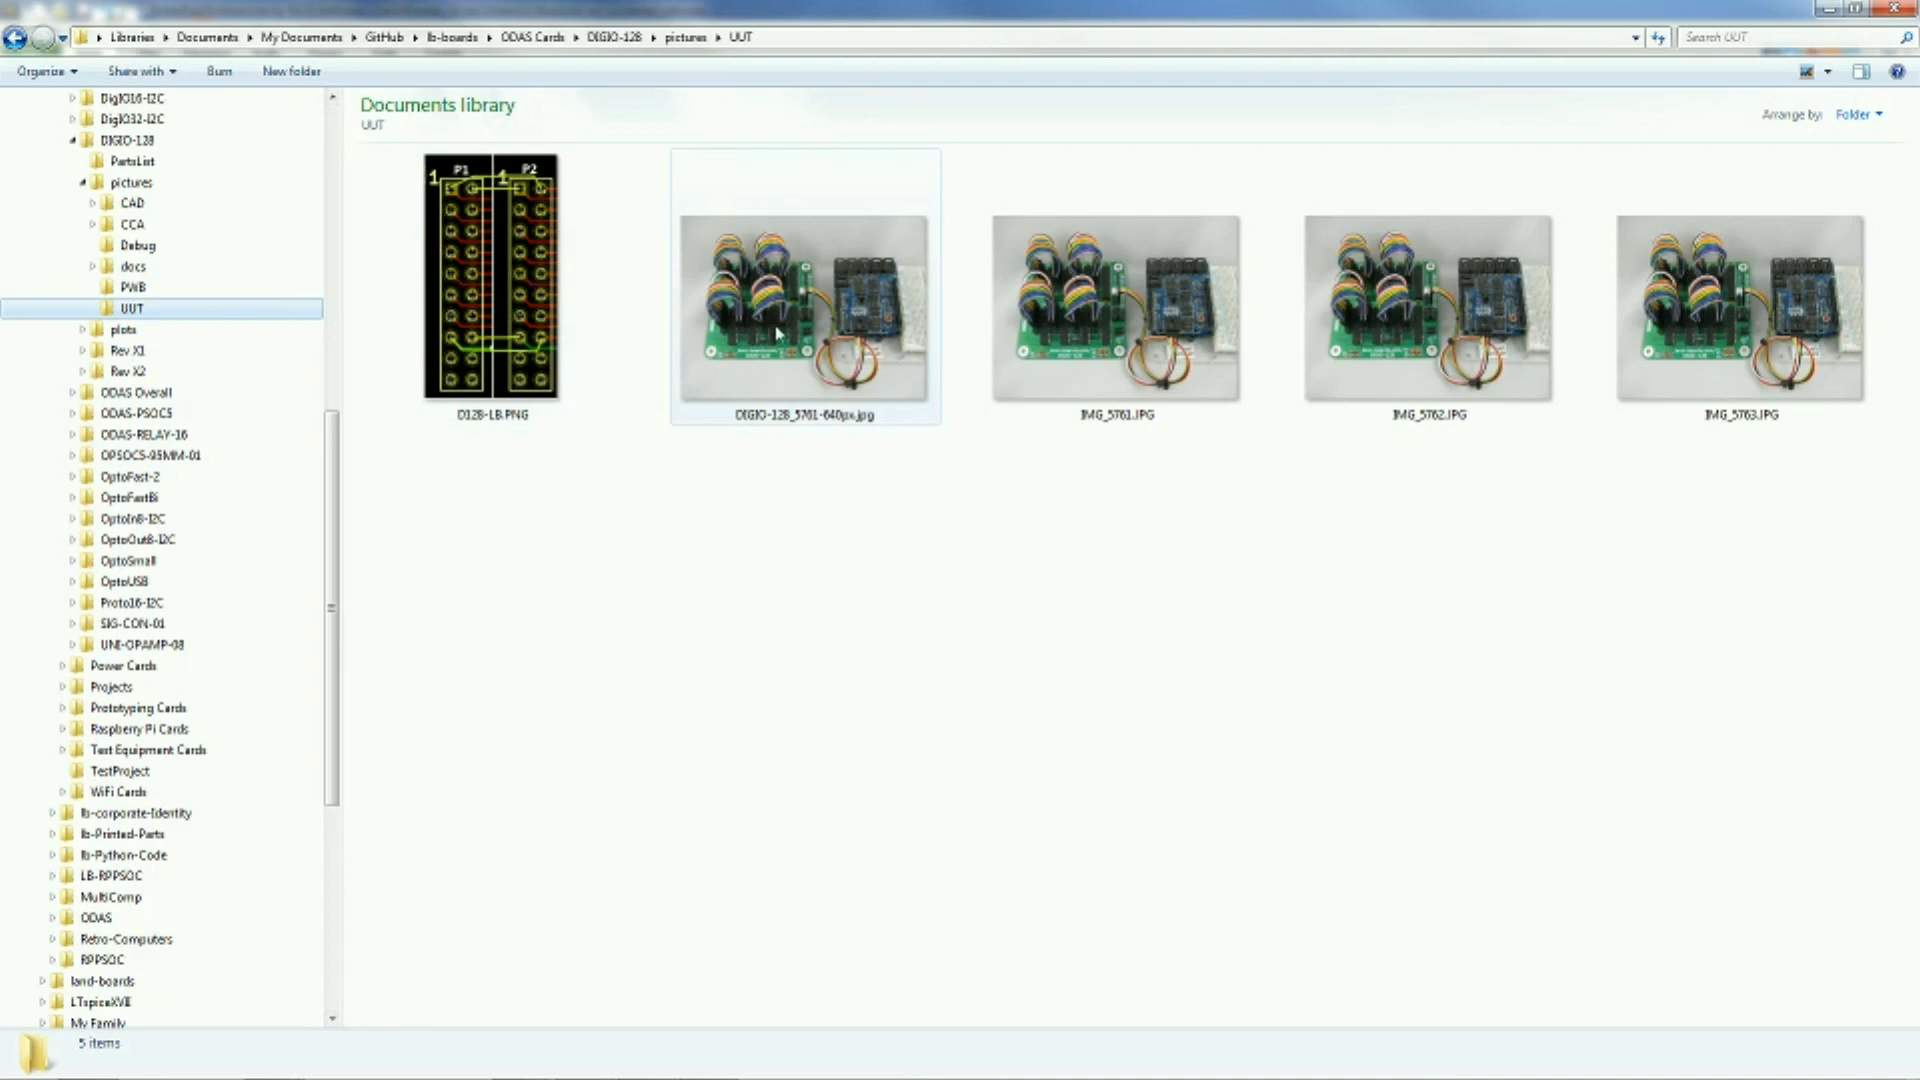 Libraries ▸ Documents ▸ My Documents ▸ GitHub ▸ lb-boards ▸ ODAS Cards ▸ DIGIO-128 ▸ pictures ▸ UUT
Search UUT
Organize
Share with
Burn
New folder
DigIO16-I2C
DigIO32-I2C
DIGIO-128
PartsList
pictures
CAD
CCA
Debug
docs
PWB
UUT
plots
Rev X1
Rev X2
ODAS Overall
ODAS-PSOC5
ODAS-RELAY-16
OPSOC5-95MM-01
OptoFast-2
OptoFastBi
OptoIn8-I2C
OptoOut8-I2C
OptoSmall
OptoUSB
Proto16-I2C
SIG-CON-01
UNI-OPAMP-08
Power Cards
Projects
Prototyping Cards
Raspberry Pi Cards
Test Equipment Cards
TestProject
WiFi Cards
lb-corporate-Identity
lb-Printed-Parts
lb-Python-Code
LB-RPPSOC
MultiComp
ODAS
Retro-Computers
RPPSOC
land-boards
LTspiceXVII
My Family
Documents library
UUT
Arrange by: Folder
1 P1 1 P2
D128-LB.PNG
DIGIO-128_5761-640px.jpg
IMG_5761.JPG
IMG_5762.JPG
IMG_5763.JPG
5 items